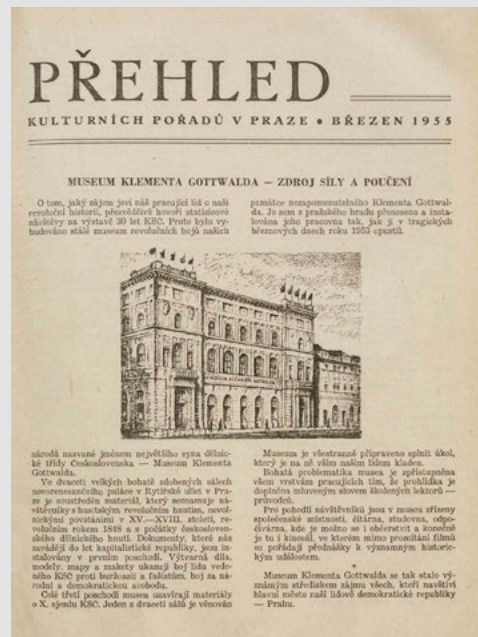 PŘEHLED
KULTURNÍCH POŘADŮ V PRAZE • BŘEZEN 1955
MUSEUM KLEMENTA GOTTWALDA — ZDROJ SÍLY A POUČENÍ
O tom, jaký zájem jeví náš pracující lid o naši
revoluční historii, přesvědčivě hovoří statisícové
návštěvy na výstavě 30 let KSČ. Proto bylo vy-
budováno stálé museum revolučních bojů našich
památce nezapomenutelného Klementa Gottwal-
da. Je sem z pražského hradu přenesena a insta-
lována jeho pracovna tak, jak ji v tragických
březnových dnech roku 1953 opustil.
MUSEUM KLEMENTA GOTTWALDA
národů nazvané jménem největšího syna dělnic-
ké třídy Československa — Museum Klementa
Gottwalda.
Ve dvaceti velkých bohatě zdobených sálech
novorenesančního paláce v Rytířské ulici v Pra-
ze je soustředěn materiál, který seznamuje ná-
vštěvníky s husitským revolučním hnutím, nevol-
nickými povstáními v XV.—XVIII. století, re-
volučním rokem 1848 a s počátky českosloven-
ského dělnického hnutí. Dokumenty, které nás
zavádějí do let kapitalistické republiky, jsou in-
stalovány v prvním poschodí. Výtvarná díla,
modely, mapy a makety ukazují boj lidu vede-
ného KSČ proti buržoasii a fašistům, boj za ná-
rodní a demokratickou svobodu.
Celé třetí poschodí musea uzavírají materiály
o X. sjezdu KSČ. Jeden z dvaceti sálů je věnován
Museum je všestranně připraveno splnit úkol,
který je na ně vším naším lidem kladen.
Bohatá problematika musea je zpřístupněna
všem vrstvám pracujících tím, že prohlídka je
doplněna mluveným slovem školených lektorů —
průvodců.
Pro pohodlí návštěvníků jsou v museu zřízeny
společenské místnosti, čítárna, studovna, odpo-
čívárna, kde je možno se i občerstvit a konečně
je tu i kinosál, ve kterém mimo promítání filmů
se pořádají přednášky k významným historic-
kým událostem.
*
Museum Klementa Gottwalda se tak stalo vý-
známým střediskem zájmu všech, kteří navštíví
hlavní město naší lidově demokratické republiky
— Prahu.